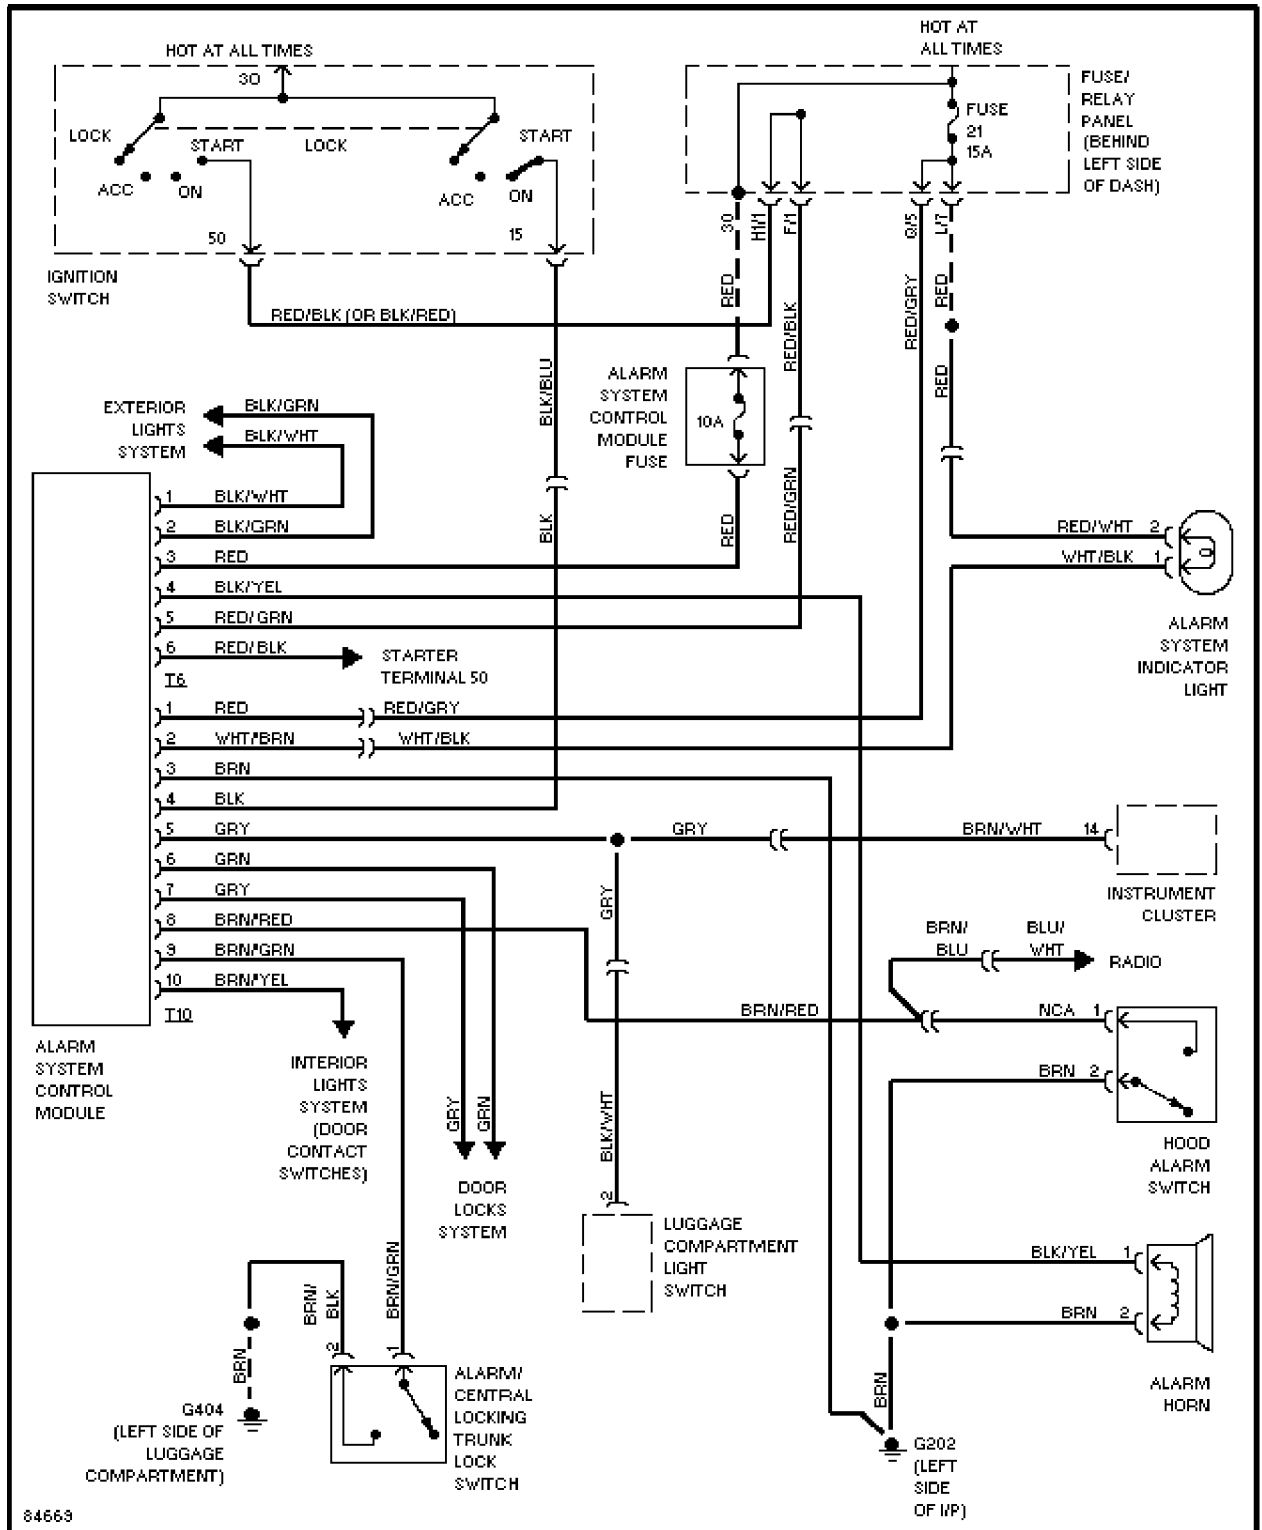 HOT AT ALL TIMES
30
LOCK
START
LOCK
START
ACC
ON
ACC
ON
50
15
IGNITION
SWITCH
HOT AT
ALL TIMES
FUSE
21
15A
FUSE/
RELAY
PANEL
(BEHIND
LEFT SIDE
OF DASH)
30
H1/1
F/1
G/5
L/7
RED
RED/BLK
RED/GRY
RED
RED/BLK (OR BLK/RED)
BLK/BLU
ALARM
SYSTEM
CONTROL
MODULE
FUSE
10A
RED
EXTERIOR
LIGHTS
SYSTEM
BLK/GRN
BLK/WHT
BLK
RED
RED/GRN
1 BLK/WHT
2 BLK/GRN
3 RED
4 BLK/YEL
5 RED/GRN
6 RED/BLK
T6
STARTER
TERMINAL 50
RED/WHT 2
WHT/BLK 1
ALARM
SYSTEM
INDICATOR
LIGHT
1 RED RED/GRY
2 WHT/BRN WHT/BLK
3 BRN
4 BLK
5 GRY GRY BRN/WHT 14
6 GRN
7 GRY
8 BRN/RED
9 BRN/GRN
10 BRN/YEL
T10
INSTRUMENT
CLUSTER
GRY
BRN/
BLU
BLU/
WHT
RADIO
BRN/RED
NCA 1
BRN 2
HOOD
ALARM
SWITCH
ALARM
SYSTEM
CONTROL
MODULE
INTERIOR
LIGHTS
SYSTEM
(DOOR
CONTACT
SWITCHES)
GRY
GRN
DOOR
LOCKS
SYSTEM
BLK/WHT
2
LUGGAGE
COMPARTMENT
LIGHT
SWITCH
BLK/YEL 1
BRN 2
ALARM
HORN
BRN/
BLK
BRN/GRN
2
1
BRN
G404
(LEFT SIDE OF
LUGGAGE
COMPARTMENT)
ALARM/
CENTRAL
LOCKING
TRUNK
LOCK
SWITCH
BRN
G202
(LEFT
SIDE
OF I/P)
84669